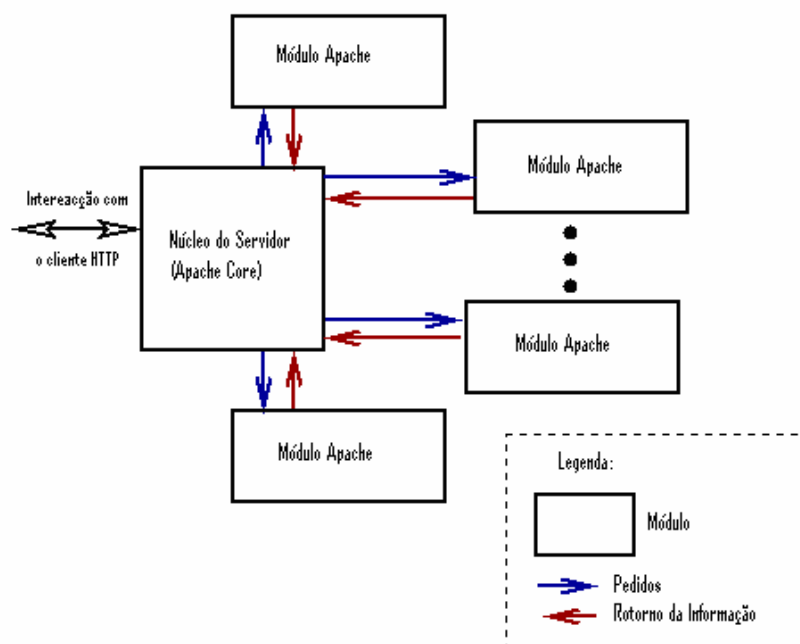 Módulo Apache
Módulo Apache
Intereacção com
o cliente HTTP
Núcleo do Servidor
(Apache Core)
Módulo Apache
Módulo Apache
Legenda:
Módulo
Pedidos
Rotorno da Informação